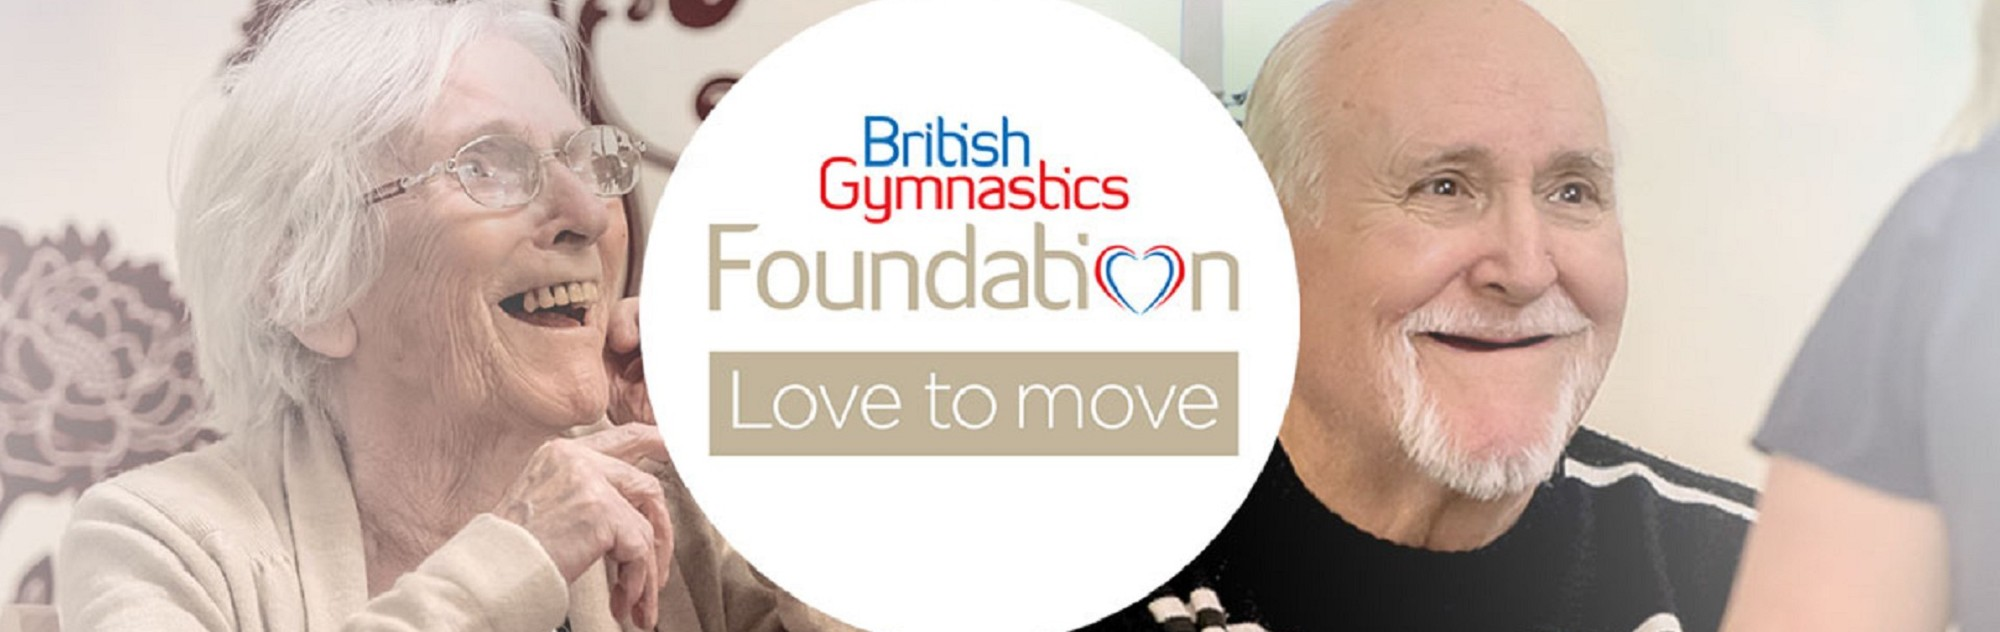 British
Gymnastics
Foundation
Love to move